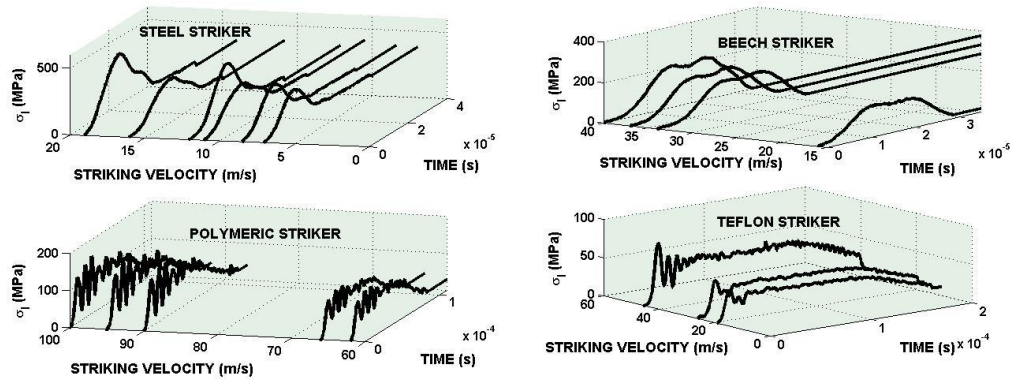 STEEL STRIKER
σI (MPa)
500
0
20
15
10
5
0
0
2
4
x 10-5
STRIKING VELOCITY (m/s)
TIME (s)
BEECH STRIKER
σI (MPa)
400
200
0
40
35
30
25
20
15
0
1
2
3
x 10-5
STRIKING VELOCITY (m/s)
TIME (s)
POLYMERIC STRIKER
σI (MPa)
200
100
0
100
90
80
70
60
0
1
x 10-4
STRIKING VELOCITY (m/s)
TIME (s)
TEFLON STRIKER
σI (MPa)
100
50
0
60
40
20
0
0
1
2
x 10-4
STRIKING VELOCITY (m/s)
TIME (s)